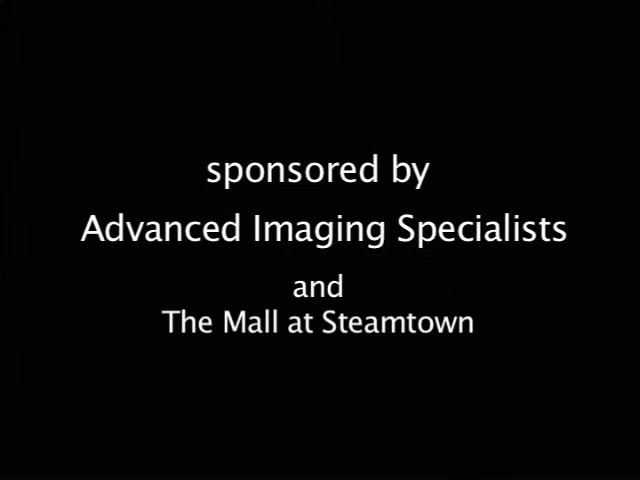 sponsored by
Advanced Imaging Specialists
and
The Mall at Steamtown